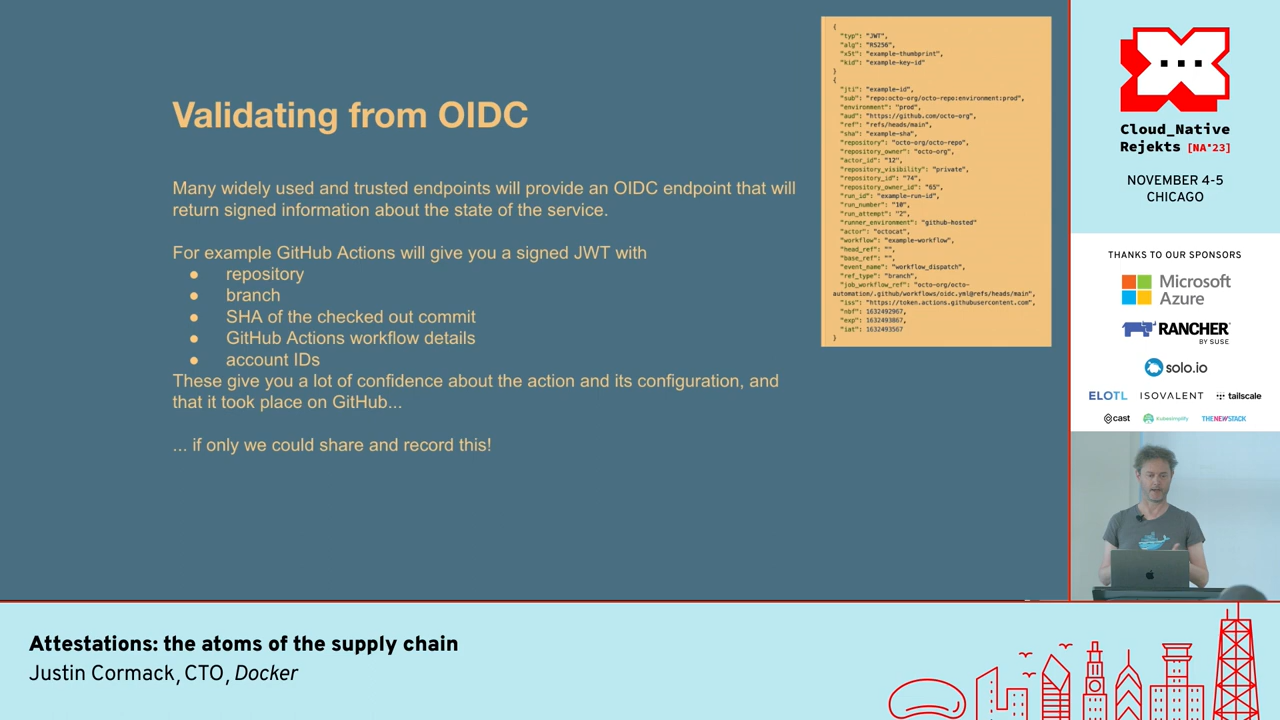 Validating from OIDC
Many widely used and trusted endpoints will provide an OIDC endpoint that will
return signed information about the state of the service.
For example GitHub Actions will give you a signed JWT with
● repository
● branch
● SHA of the checked out commit
● GitHub Actions workflow details
● account IDs
These give you a lot of confidence about the action and its configuration, and
that it took place on GitHub...
... if only we could share and record this!
{
"typ": "JWT",
"alg": "RS256",
"x5t": "example-thumbprint",
"kid": "example-key-id"
}
{
"jti": "example-id",
"sub": "repo:octo-org/octo-repo:environment:prod",
"environment": "prod",
"aud": "https://github.com/octo-org",
"ref": "refs/heads/main",
"sha": "example-sha",
"repository": "octo-org/octo-repo",
"repository_owner": "octo-org",
"actor_id": "12",
"repository_visibility": "private",
"repository_id": "74",
"repository_owner_id": "65",
"run_id": "example-run-id",
"run_number": "10",
"run_attempt": "2",
"runner_environment": "github-hosted"
"actor": "octocat",
"workflow": "example-workflow",
"head_ref": "",
"base_ref": "",
"event_name": "workflow_dispatch",
"ref_type": "branch",
"job_workflow_ref": "octo-org/octo-
automation/.github/workflows/oidc.yml@refs/heads/main",
"iss": "https://token.actions.githubusercontent.com",
"nbf": 1632492967,
"exp": 1632493867,
"iat": 1632493567
}
Cloud_Native
Rejekts [NA'23]
NOVEMBER 4-5
CHICAGO
THANKS TO OUR SPONSORS
Microsoft
Azure
RANCHER
BY SUSE
solo.io
ELOTL ISOVALENT tailscale
cast kubesimplify THENEWSTACK
Attestations: the atoms of the supply chain
Justin Cormack, CTO, Docker